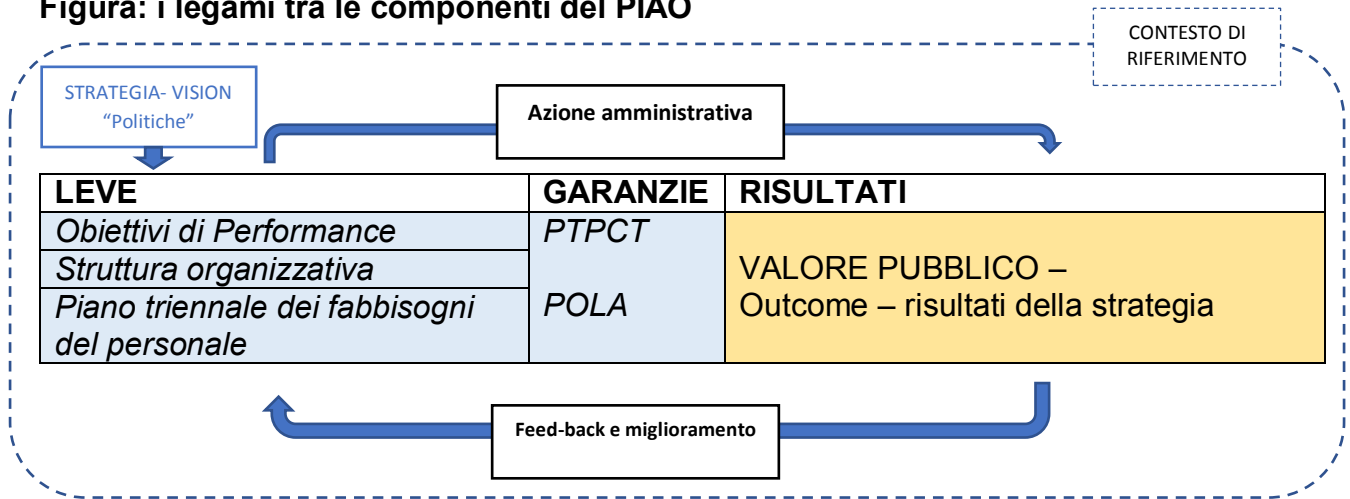 Figura: i legami tra le componenti del PIAO
CONTESTO DI
RIFERIMENTO
STRATEGIA- VISION
“Politiche”
Azione amministrativa
LEVE GARANZIE RISULTATI
Obiettivi di Performance PTPCT
Struttura organizzativa VALORE PUBBLICO –
Piano triennale dei fabbisogni POLA Outcome – risultati della strategia
del personale
Feed-back e miglioramento